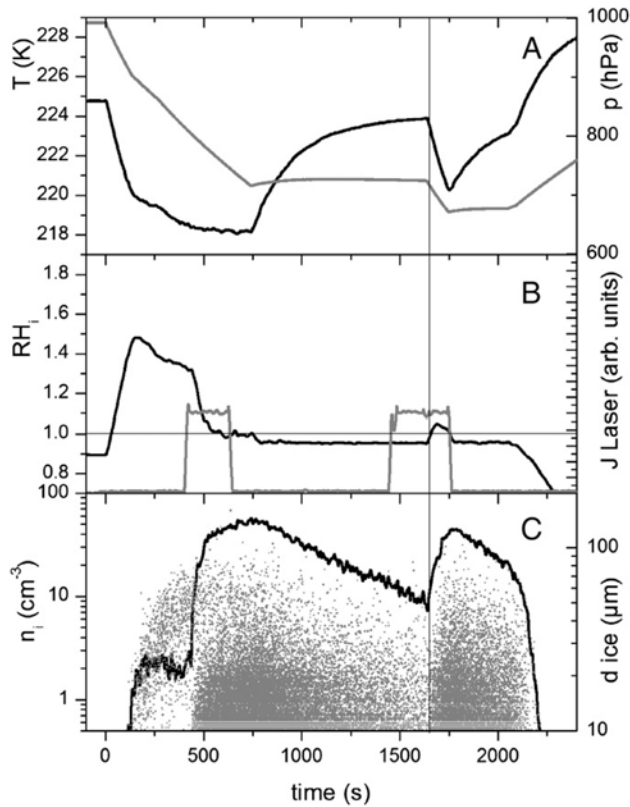 A
T (K)
228
226
224
222
220
218
p (hPa)
1000
800
600
B
RHi
1.8
1.6
1.4
1.2
1.0
0.8
J Laser (arb. units)
C
ni (cm-3)
100
10
1
d ice (µm)
100
10
0
500
1000
1500
2000
time (s)